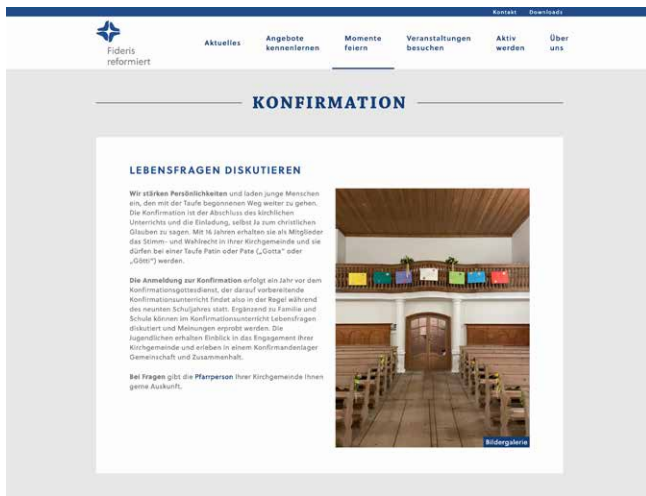 Kontakt Downloads
Fideris
reformiert
Aktuelles
Angebote
kennenlernen
Momente
feiern
Veranstaltungen
besuchen
Aktiv
werden
Über
uns
KONFIRMATION
LEBENSFRAGEN DISKUTIEREN
Wir stärken Persönlichkeiten und laden junge Menschen
ein, den mit der Taufe begonnenen Weg weiter zu gehen.
Die Konfirmation ist der Abschluss des kirchlichen
Unterrichts und die Einladung, selbst Ja zum christlichen
Glauben zu sagen. Mit 16 Jahren erhalten sie als Mitglieder
das Stimm- und Wahlrecht in Ihrer Kirchgemeinde und sie
dürfen bei einer Taufe Patin oder Pate („Gotta“ oder
„Götti“) werden.
Die Anmeldung zur Konfirmation erfolgt ein Jahr vor dem
Konfirmationsgottesdienst, der darauf vorbereitende
Konfirmationsunterricht findet also in der Regel während
des neunten Schuljahres statt. Ergänzend zu Familie und
Schule können im Konfirmationsunterricht Lebensfragen
diskutiert und Meinungen erprobt werden. Die
Jugendlichen erhalten Einblick in das Engagement Ihrer
Kirchgemeinde und erleben in einem Konfirmandenlager
Gemeinschaft und Zusammenhalt.
Bei Fragen gibt die Pfarrperson Ihrer Kirchgemeinde Ihnen
gerne Auskunft.
Bildergalerie